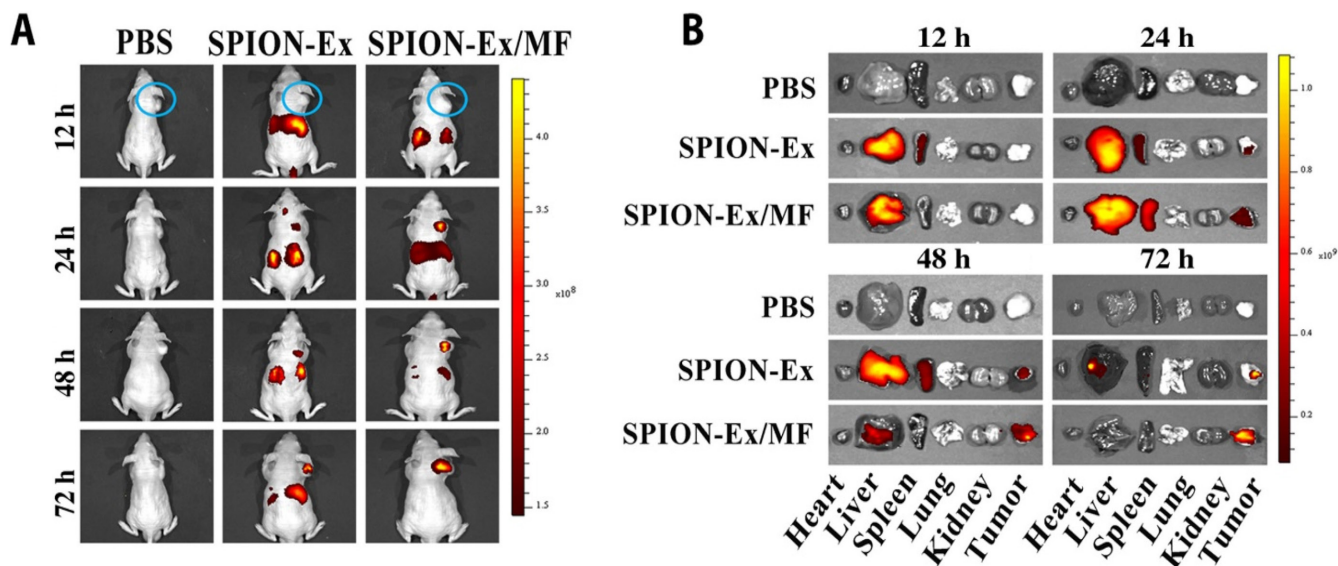 A
PBS SPION-Ex SPION-Ex/MF
12 h
24 h
48 h
72 h
4.0
3.5
3.0
x10⁸
2.5
2.0
1.5
B
12 h 24 h
PBS
SPION-Ex
SPION-Ex/MF
48 h 72 h
PBS
SPION-Ex
SPION-Ex/MF
Heart Liver Spleen Lung Kidney Tumor Heart Liver Spleen Lung Kidney Tumor
1.0
0.8
0.6
x10⁹
0.4
0.2